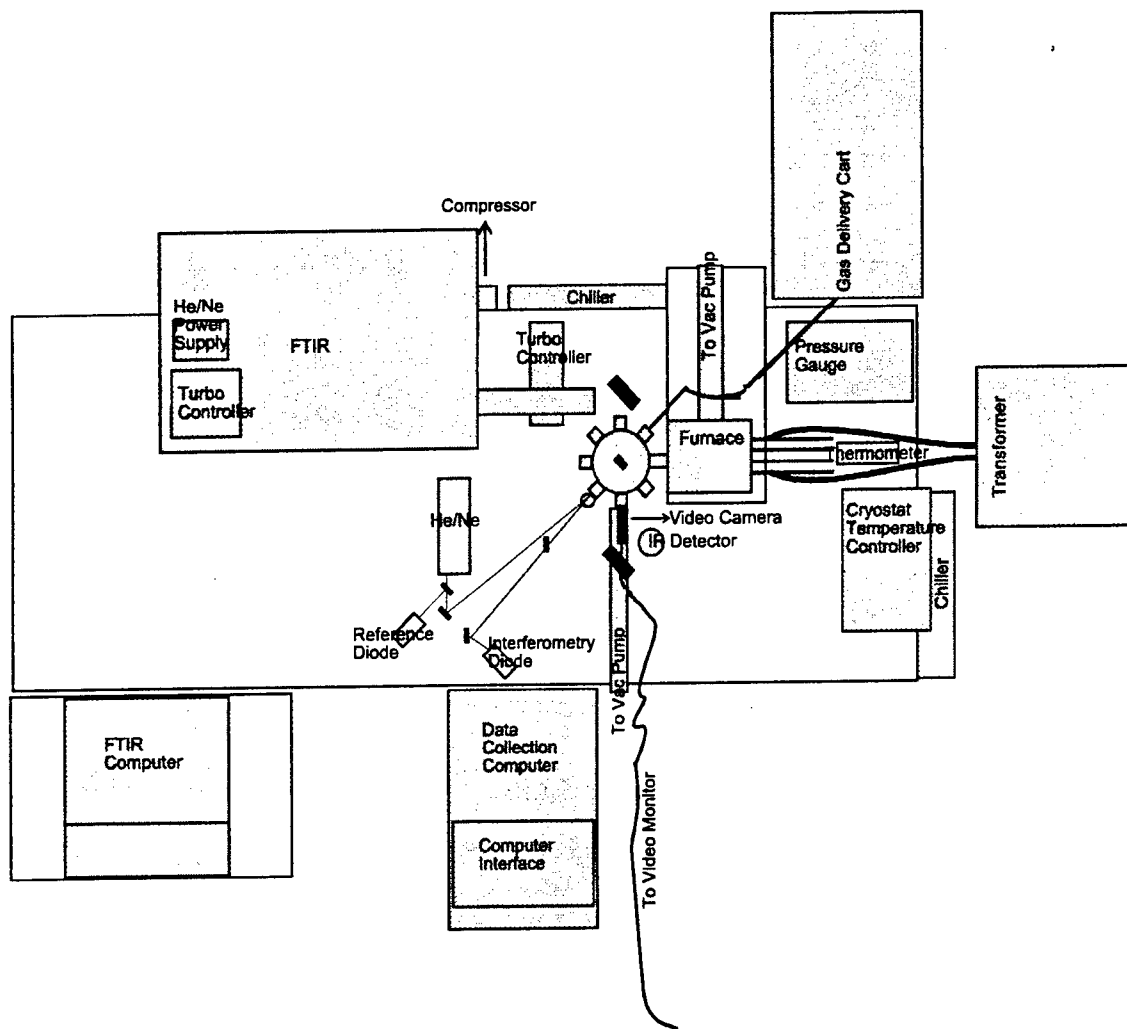 Gas Delivery Cart
Compressor
To Vac Pump
Chiller
He/Ne
Power
Supply
FTIR
Turbo
Controller
Pressure
Gauge
Turbo
Controller
Furnace
Thermometer
Transformer
He/Ne
Video Camera
IR Detector
Cryostat
Temperature
Controller
Chiller
Reference
Diode
Interferometry
Diode
To Vac Pump
FTIR
Computer
Data
Collection
Computer
To Video Monitor
Computer
Interface